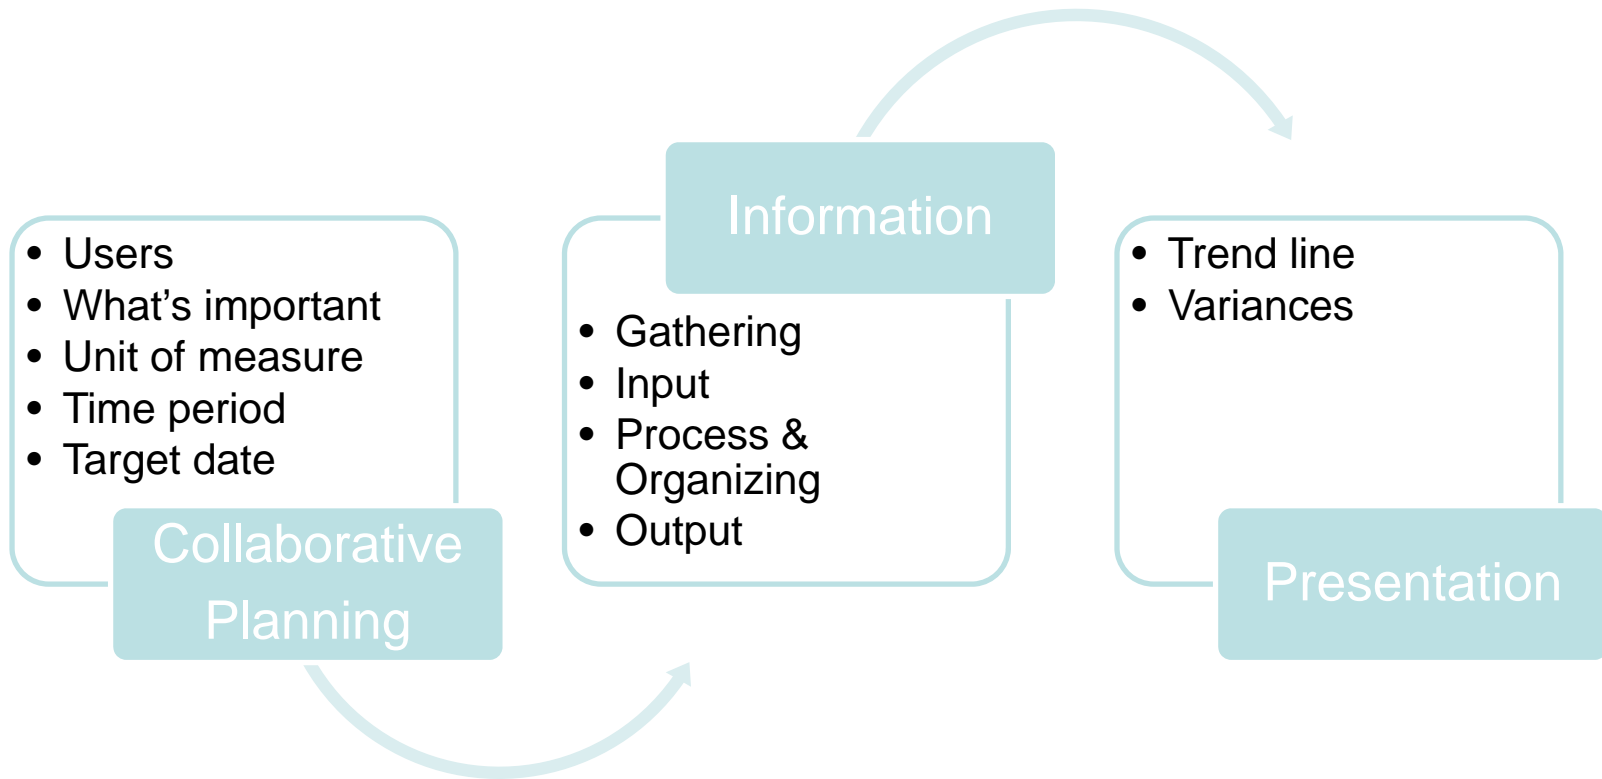 • Users
• What’s important
• Unit of measure
• Time period
• Target date
Collaborative
Planning
Information
• Gathering
• Input
• Process &
Organizing
• Output
• Trend line
• Variances
Presentation